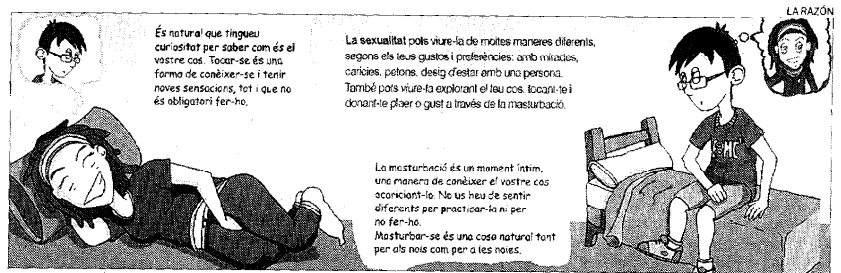 LA RAZÓN
És natural que tingueu
curiositat per saber com és el
vostre cos. Tocar-se és una
forma de conèixer-se i tenir
noves sensacions, tot i que no
és obligatori fer-ho.
La sexualitat pots viure-la de moltes maneres diferents,
segons els teus gustos i preferències: amb mirades,
carícies, petons, desig d'estar amb una persona.
També pots viure-la explorant el teu cos, tocant-te i
donant-te plaer o gust a través de la masturbació.
La masturbació és un moment íntim,
una manera de conèixer el vostre cos
acariciant-lo. No us heu de sentir
diferents per practicar-la ni per
no fer-ho.
Masturbar-se és una cosa natural tant
per als nois com per a les noies.
E=MC²